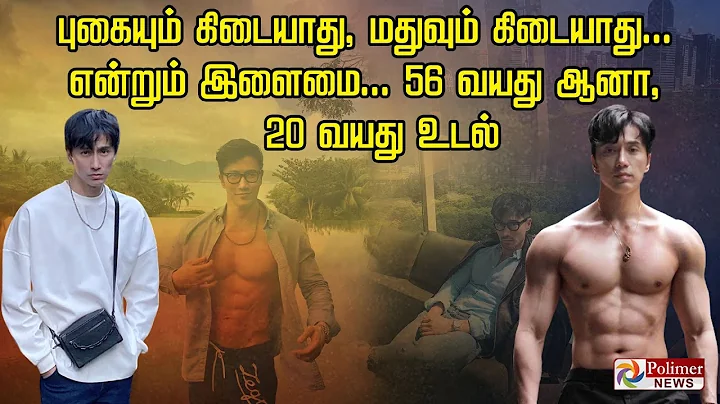 புகையும் கிடையாது, மதுவும் கிடையாது...
என்றும் இளைமை... 56 வயது ஆனா,
20 வயது உடல்
Polimer
NEWS